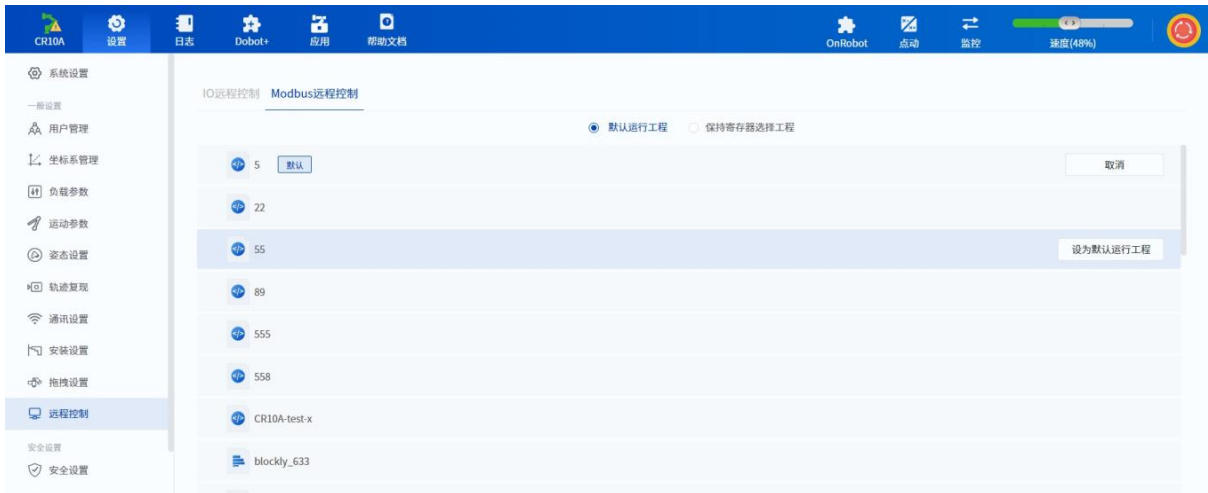 CR10A 设置 日志 Dobot+ 应用 帮助文档 OnRobot 点动 监控 速度(48%)
系统设置
一般设置
用户管理
坐标系管理
负载参数
运动参数
姿态设置
轨迹复现
通讯设置
安装设置
拖拽设置
远程控制
安全设置
安全设置
IO远程控制 Modbus远程控制
默认运行工程 保持寄存器选择工程
5 默认 取消
22
55 设为默认运行工程
89
555
558
CR10A-test-x
blockly_633